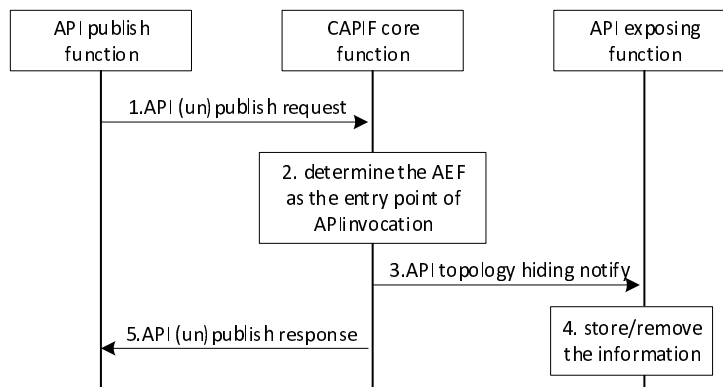 API publish
function
CAPIF core
function
API exposing
function
1.API (un)publish request
2. determine the AEF
as the entry point of
APIinvocation
3.API topology hiding notify
4. store/remove
the information
5.API (un)publish response